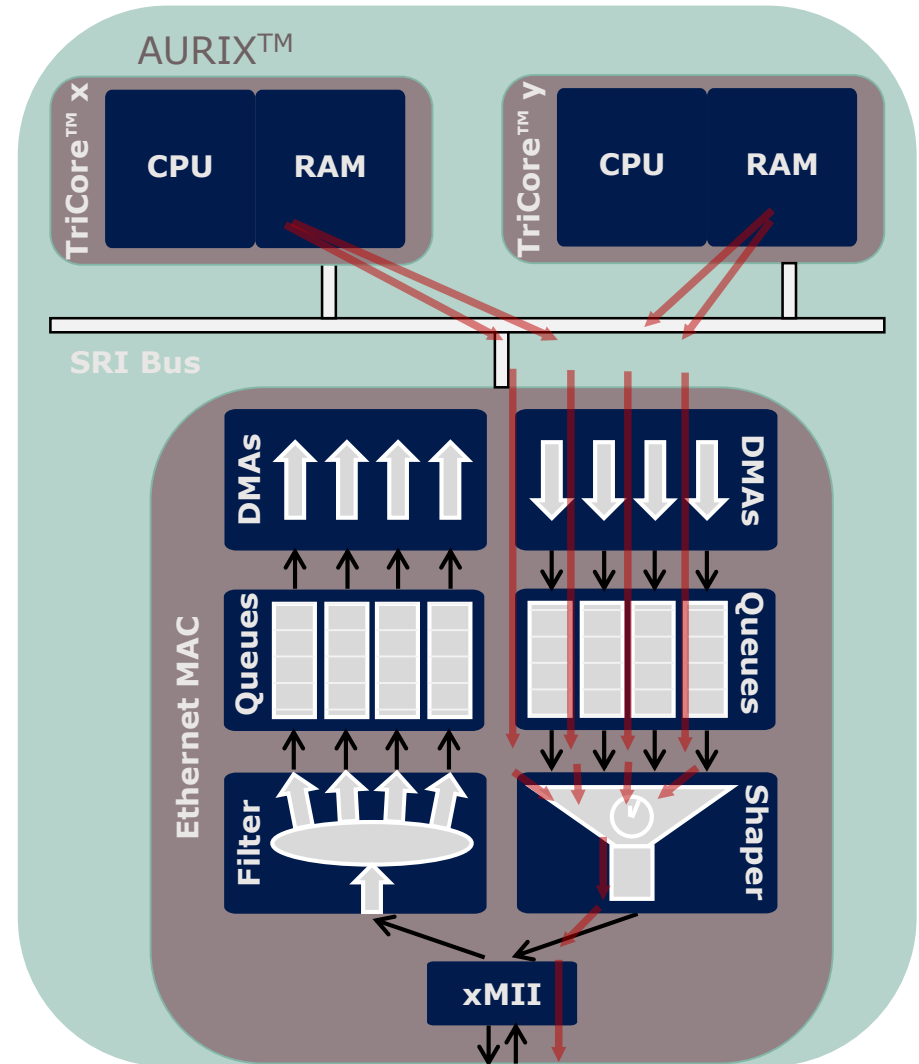 AURIX™
TriCore™ x
CPU
RAM
TriCore™ y
CPU
RAM
SRI Bus
DMAs
DMAs
Queues
Queues
Ethernet MAC
Filter
Shaper
xMII